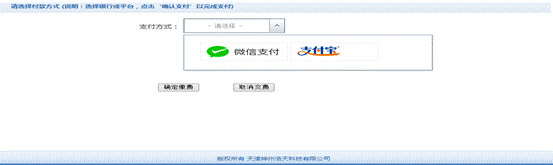 请选择付款方式 (说明：选择银行或平台，点击 ‘确认支付’ 以完成支付)
支付方式： -- 请选择 --
微信支付 支付宝
确定缴费 取消交费
版权所有 天津神州浩天科技有限公司